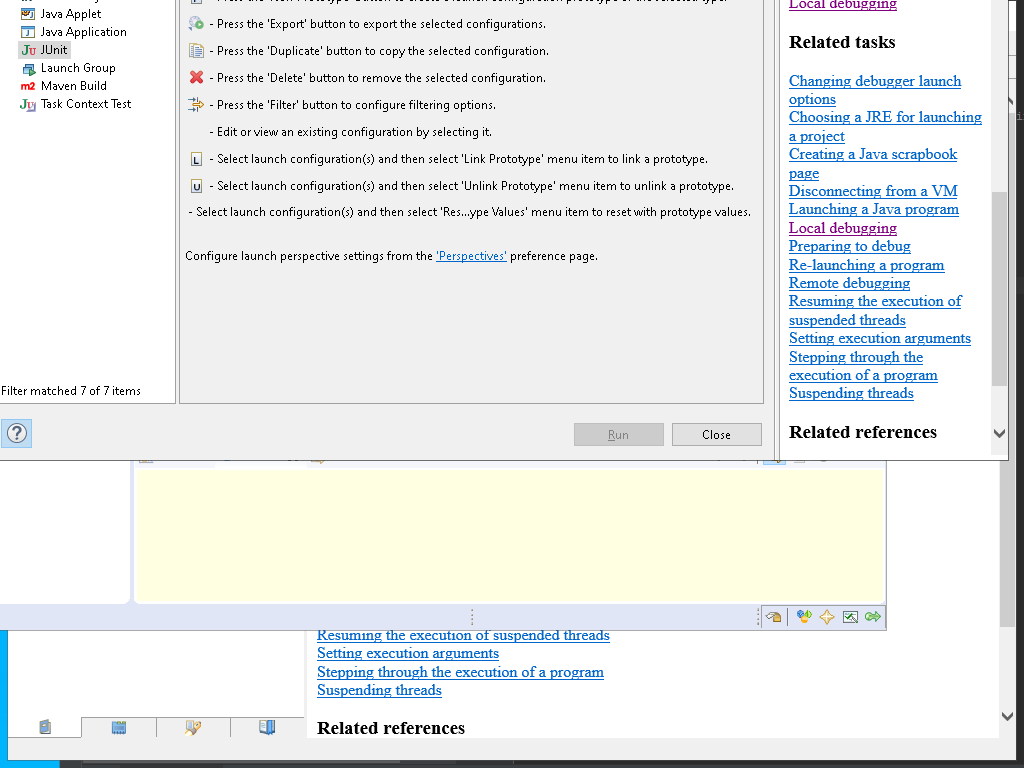 Java Applet
Java Application
JUnit
Launch Group
Maven Build
Task Context Test
Filter matched 7 of 7 items
- Press the 'Export' button to export the selected configurations.
- Press the 'Duplicate' button to copy the selected configuration.
- Press the 'Delete' button to remove the selected configuration.
- Press the 'Filter' button to configure filtering options.
- Edit or view an existing configuration by selecting it.
- Select launch configuration(s) and then select 'Link Prototype' menu item to link a prototype.
- Select launch configuration(s) and then select 'Unlink Prototype' menu item to unlink a prototype.
- Select launch configuration(s) and then select 'Res...ype Values' menu item to reset with prototype values.
Configure launch perspective settings from the 'Perspectives' preference page.
Run
Close
Local debugging
Related tasks
Changing debugger launch
options
Choosing a JRE for launching
a project
Creating a Java scrapbook
page
Disconnecting from a VM
Launching a Java program
Local debugging
Preparing to debug
Re-launching a program
Remote debugging
Resuming the execution of
suspended threads
Setting execution arguments
Stepping through the
execution of a program
Suspending threads
Related references
Resuming the execution of suspended threads
Setting execution arguments
Stepping through the execution of a program
Suspending threads
Related references